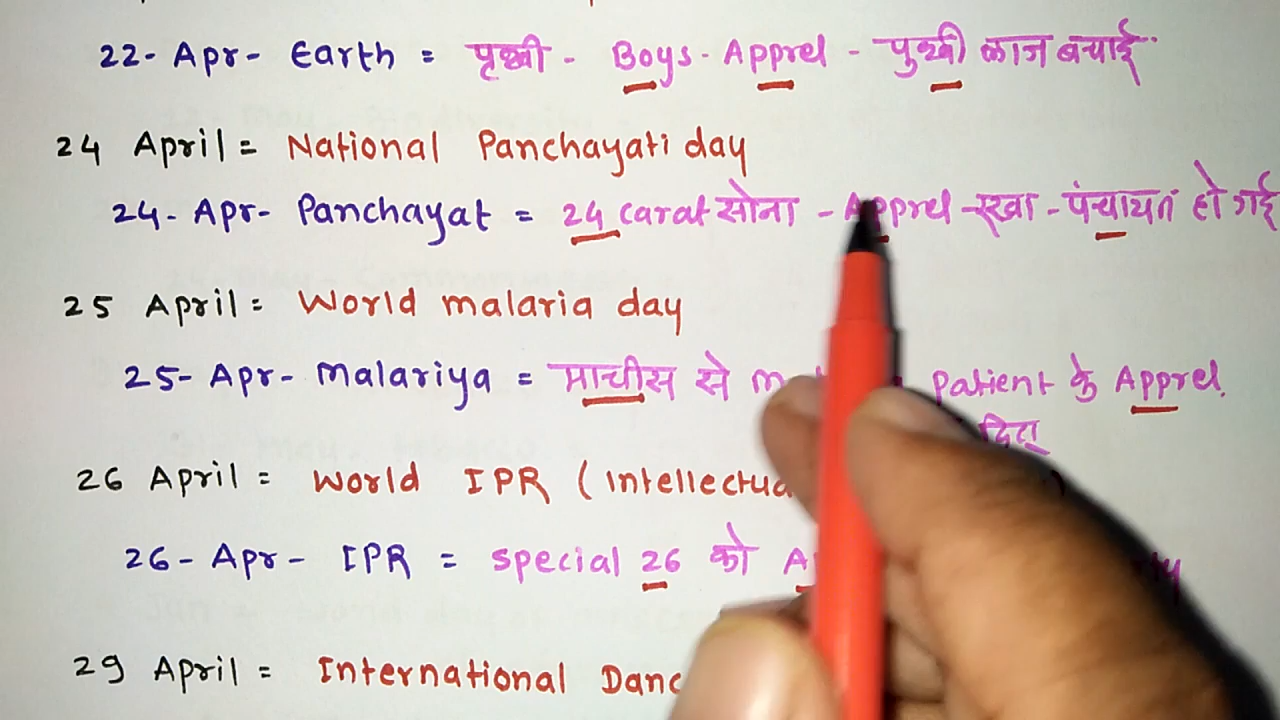 22- Apr- Earth = पृथ्वी - Boys - Apprel - पुथ्वी लाज बचाई
24 April = National Panchayati day
24- Apr- Panchayat = 24 carat सोना - Apprel - रखा - पंचायत हो गई
25 April = World malaria day
25- Apr- Malariya = माचीस से patient के Apprel
दिया
26 April = World IPR (Intellectua
26- Apr- IPR = special 26 को
29 April = International Danc